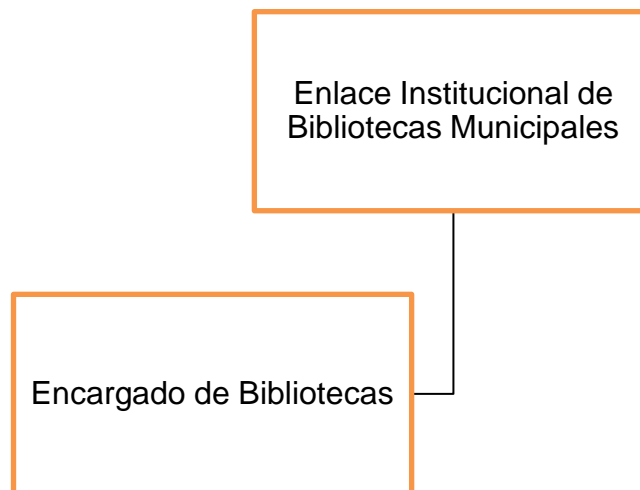 Enlace Institucional de
Bibliotecas Municipales
Encargado de Bibliotecas